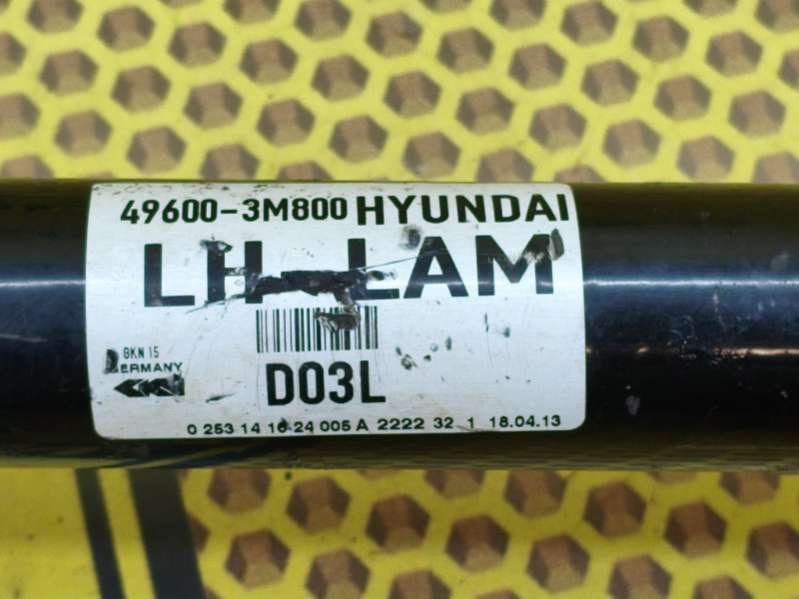 49600-3M800 HYUNDAI
LH LAM
GKN 15
GERMANY
D03L
0 253 14 16 24 005 A 2222 32 1 18.04.13